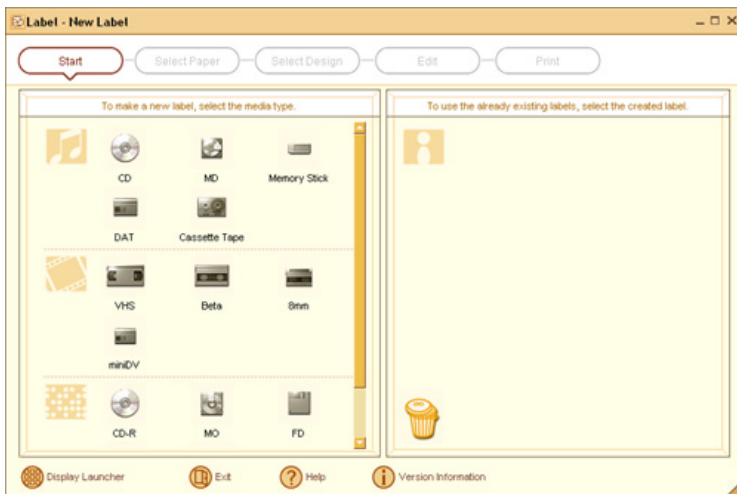 Label - New Label
Start
Select Paper
Select Design
Edit
Print
To make a new label, select the media type.
To use the already existing labels, select the created label.
CD
MD
Memory Stick
DAT
Cassette Tape
VHS
Beta
8mm
miniDV
CD-R
MO
FD
Display Launcher
Exit
Help
Version Information